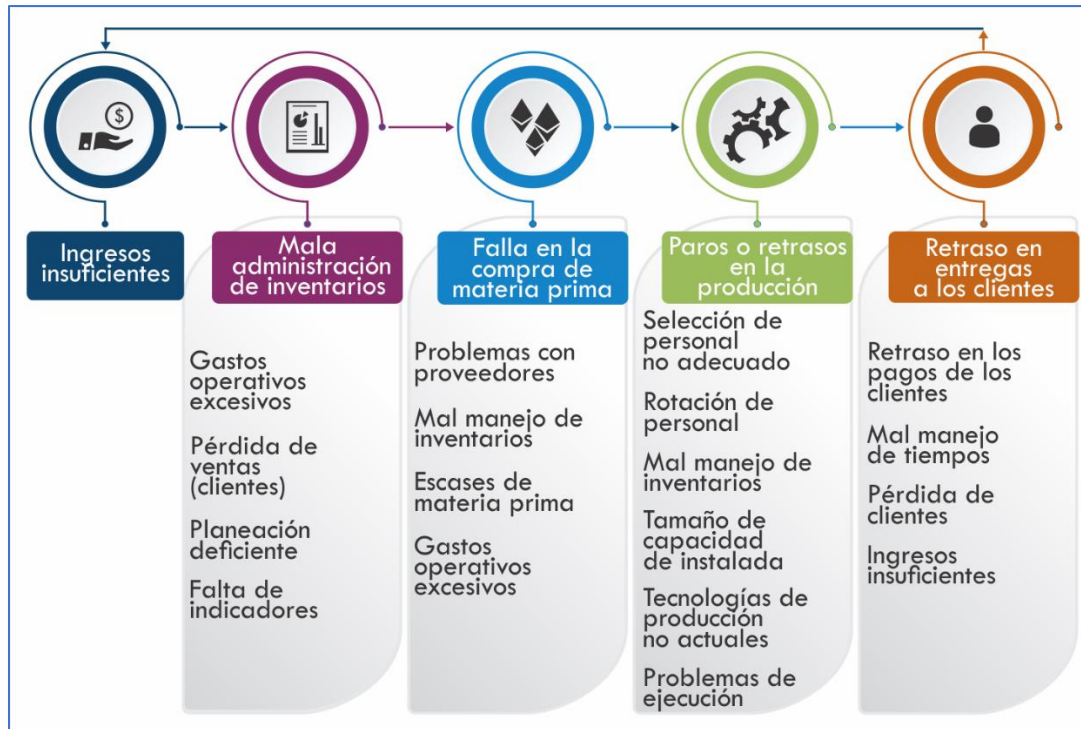 $
Ingresos
insuficientes
Mala
administración
de inventarios
Gastos
operativos
excesivos
Pérdida de
ventas
(clientes)
Planeación
deficiente
Falta de
indicadores
Falla en la
compra de
materia prima
Problemas con
proveedores
Mal manejo de
inventarios
Escases de
materia prima
Gastos
operativos
excesivos
Paros o retrasos
en la
producción
Selección de
personal
no adecuado
Rotación de
personal
Mal manejo de
inventarios
Tamaño de
capacidad
de instalada
Tecnologías de
producción
no actuales
Problemas de
ejecución
Retraso en
entregas
a los clientes
Retraso en los
pagos de los
clientes
Mal manejo
de tiempos
Pérdida de
clientes
Ingresos
insuficientes